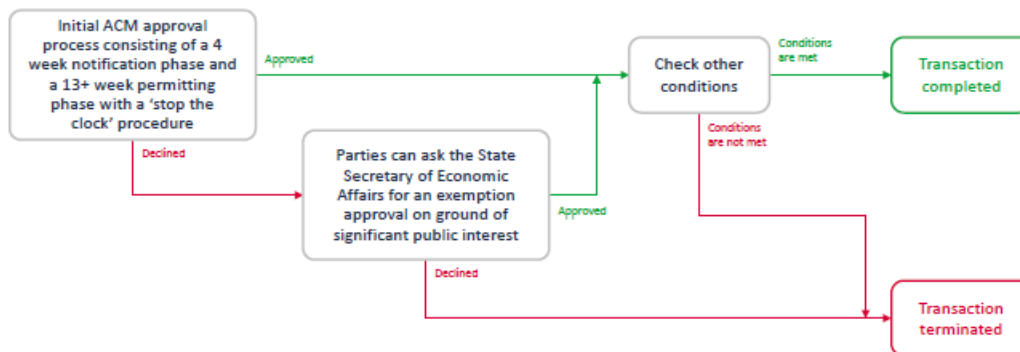 Initial ACM approval
process consisting of a 4
week notification phase and
a 13+ week permitting
phase with a ‘stop the
clock’ procedure
Approved
Declined
Parties can ask the State
Secretary of Economic
Affairs for an exemption
approval on ground of
significant public interest
Approved
Declined
Check other
conditions
Conditions
are met
Conditions
are not met
Transaction
completed
Transaction
terminated